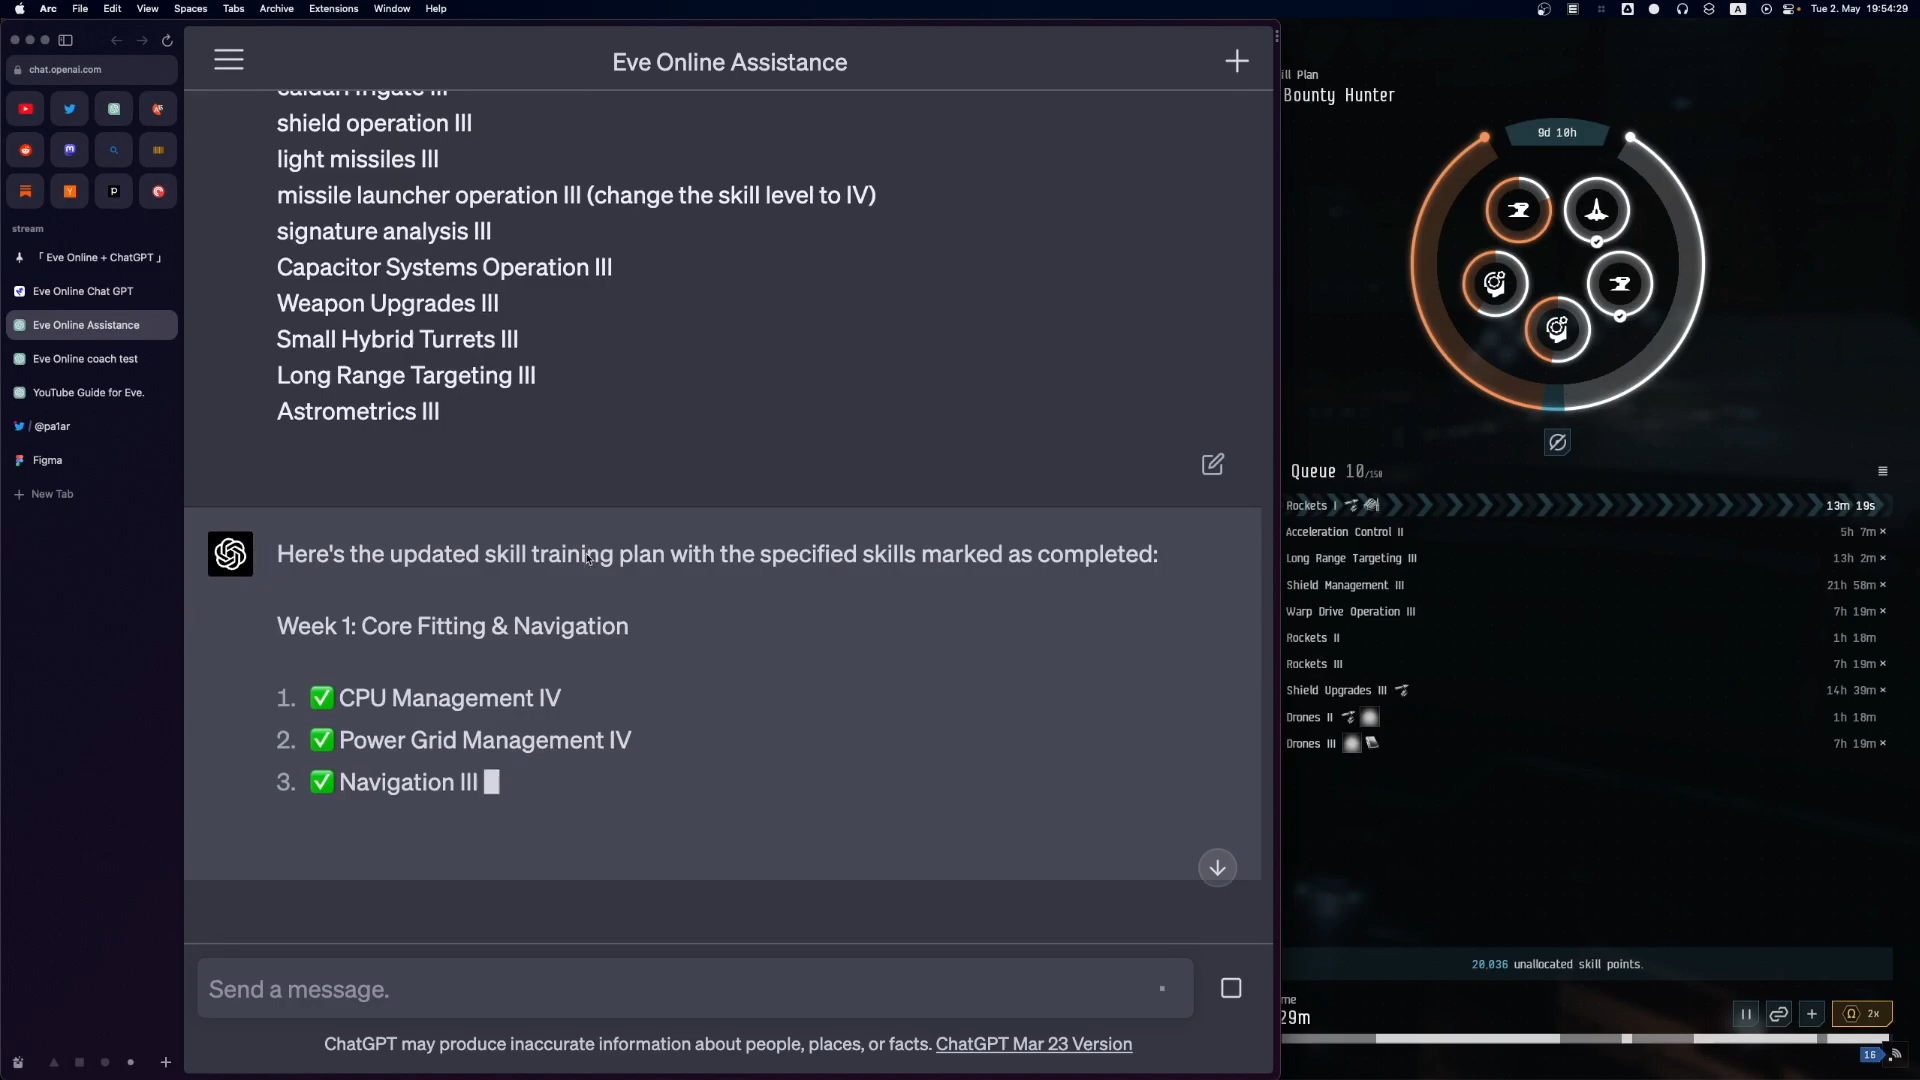 Arc File Edit View Spaces Tabs Archive Extensions Window Help
A Tue 2. May 19:54:29
chat.openai.com
stream
「 Eve Online + ChatGPT 」
Eve Online Chat GPT
Eve Online Assistance
Eve Online coach test
YouTube Guide for Eve.
/ @pa1ar
Figma
New Tab
Eve Online Assistance
shield operation III
light missiles III
missile launcher operation III (change the skill level to IV)
signature analysis III
Capacitor Systems Operation III
Weapon Upgrades III
Small Hybrid Turrets III
Long Range Targeting III
Astrometrics III
Here's the updated skill training plan with the specified skills marked as completed:
Week 1: Core Fitting & Navigation
1. ✅ CPU Management IV
2. ✅ Power Grid Management IV
3. ✅ Navigation III
Send a message.
ChatGPT may produce inaccurate information about people, places, or facts. ChatGPT Mar 23 Version
ill Plan
Bounty Hunter
9d 10h
Queue 10/150
Rockets I 13m 19s
Acceleration Control II 5h 7m ×
Long Range Targeting III 13h 2m ×
Shield Management III 21h 58m ×
Warp Drive Operation III 7h 19m ×
Rockets II 1h 18m
Rockets III 7h 19m ×
Shield Upgrades III 14h 39m ×
Drones II 1h 18m
Drones III 7h 19m ×
20,036 unallocated skill points.
me
29m
2x
16